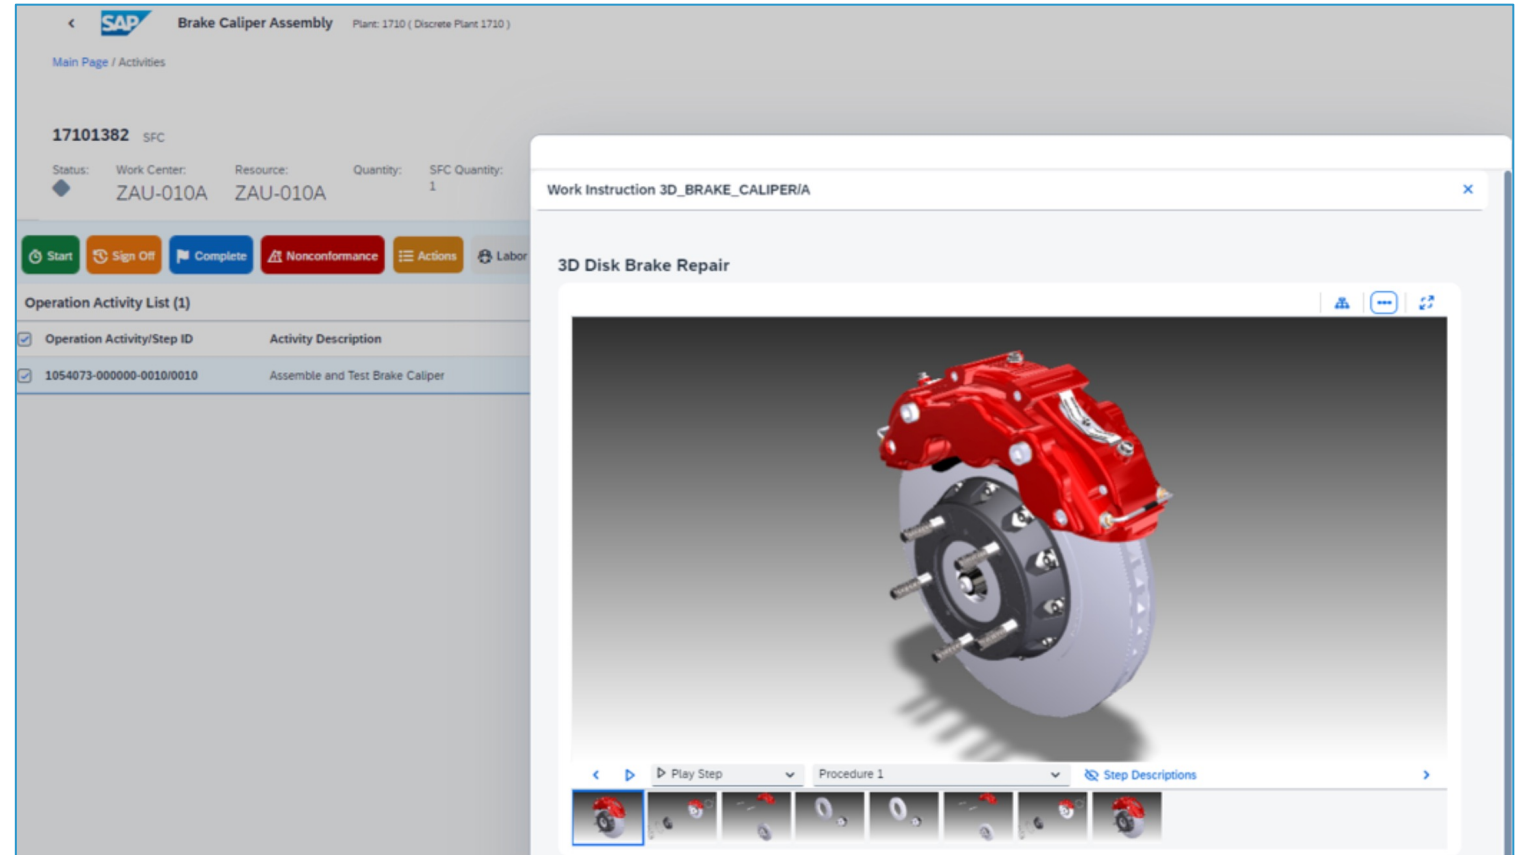 SAP Brake Caliper Assembly Plant: 1710 ( Discrete Plant 1710 )
Main Page / Activities
17101382 SFC
Status: Work Center: Resource: Quantity: SFC Quantity:
ZAU-010A ZAU-010A 1
Start Sign Off Complete Nonconformance Actions Labor
Operation Activity List (1)
Operation Activity/Step ID Activity Description
1054073-000000-0010/0010 Assemble and Test Brake Caliper
Work Instruction 3D_BRAKE_CALIPER/A
3D Disk Brake Repair
Play Step Procedure 1 Step Descriptions